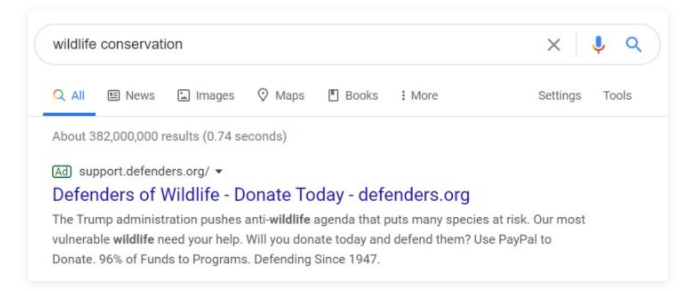 wildlife conservation
All News Images Maps Books More Settings Tools
About 382,000,000 results (0.74 seconds)
Ad support.defenders.org/
Defenders of Wildlife - Donate Today - defenders.org
The Trump administration pushes anti-wildlife agenda that puts many species at risk. Our most
vulnerable wildlife need your help. Will you donate today and defend them? Use PayPal to
Donate. 96% of Funds to Programs. Defending Since 1947.